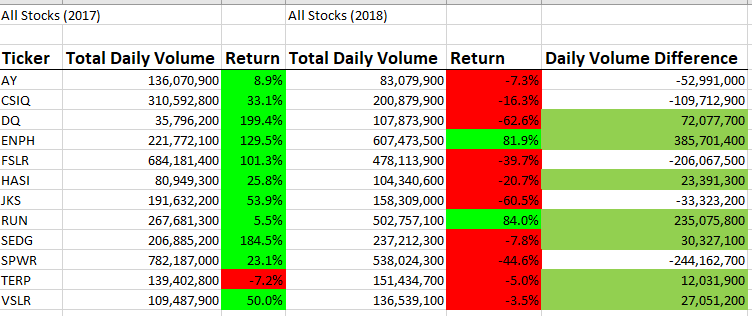 All Stocks (2017) All Stocks (2018)
Ticker Total Daily Volume Return Total Daily Volume Return Daily Volume Difference
AY 136,070,900 8.9% 83,079,900 -7.3% -52,991,000
CSIQ 310,592,800 33.1% 200,879,900 -16.3% -109,712,900
DQ 35,796,200 199.4% 107,873,900 -62.6% 72,077,700
ENPH 221,772,100 129.5% 607,473,500 81.9% 385,701,400
FSLR 684,181,400 101.3% 478,113,900 -39.7% -206,067,500
HASI 80,949,300 25.8% 104,340,600 -20.7% 23,391,300
JKS 191,632,200 53.9% 158,309,000 -60.5% -33,323,200
RUN 267,681,300 5.5% 502,757,100 84.0% 235,075,800
SEDG 206,885,200 184.5% 237,212,300 -7.8% 30,327,100
SPWR 782,187,000 23.1% 538,024,300 -44.6% -244,162,700
TERP 139,402,800 -7.2% 151,434,700 -5.0% 12,031,900
VSLR 109,487,900 50.0% 136,539,100 -3.5% 27,051,200